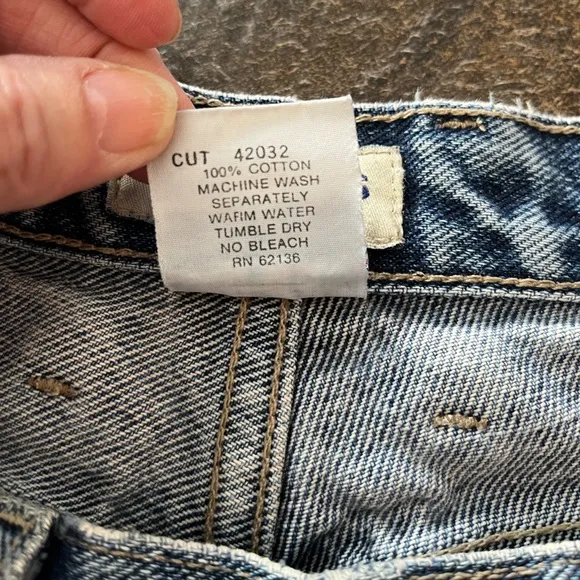 CUT 42032
100% COTTON
MACHINE WASH
SEPARATELY
WARM WATER
TUMBLE DRY
NO BLEACH
RN 62136